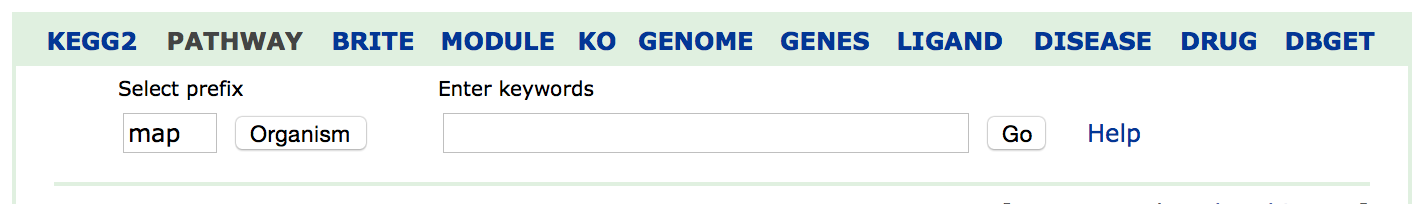 KEGG2 PATHWAY BRITE MODULE KO GENOME GENES LIGAND DISEASE DRUG DBGET
Select prefix Enter keywords
map Organism Go Help